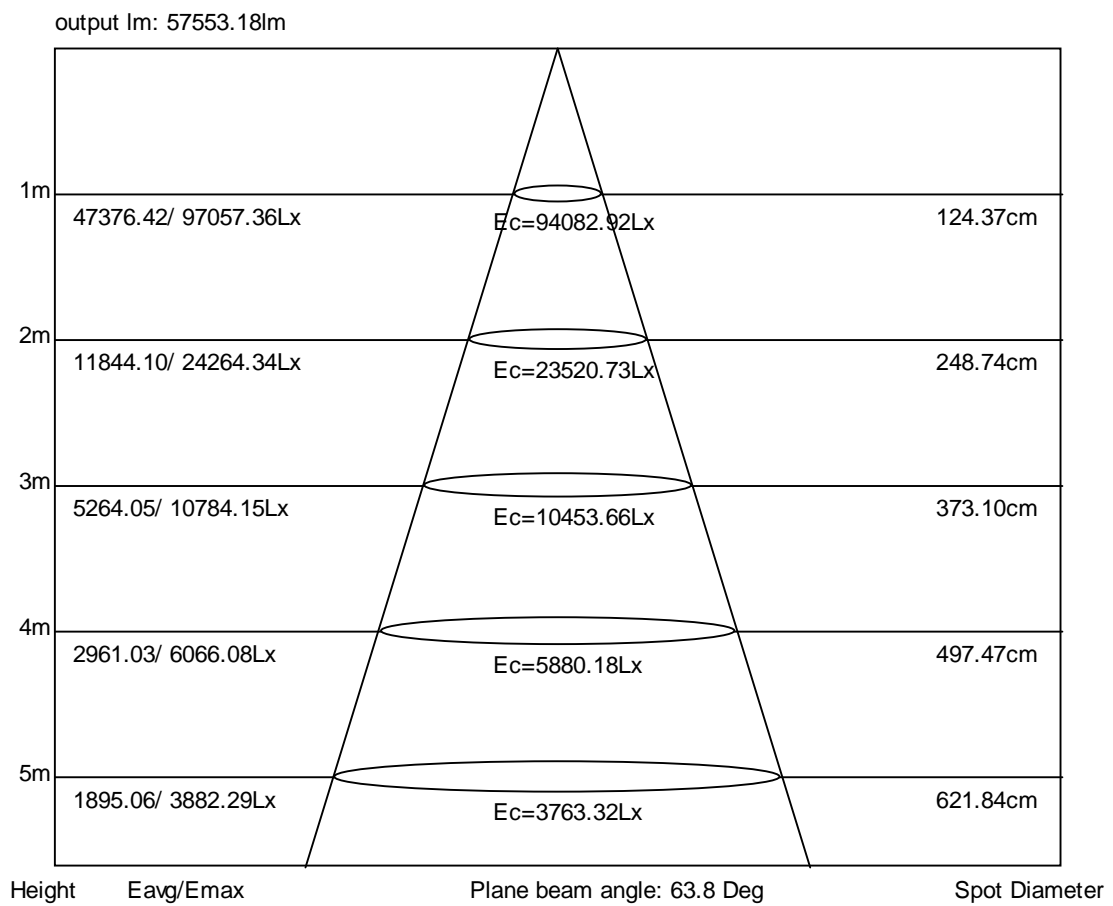 output lm: 57553.18lm
1m
47376.42/ 97057.36Lx
Ec=94082.92Lx
124.37cm
2m
11844.10/ 24264.34Lx
Ec=23520.73Lx
248.74cm
3m
5264.05/ 10784.15Lx
Ec=10453.66Lx
373.10cm
4m
2961.03/ 6066.08Lx
Ec=5880.18Lx
497.47cm
5m
1895.06/ 3882.29Lx
Ec=3763.32Lx
621.84cm
Height Eavg/Emax Plane beam angle: 63.8 Deg Spot Diameter